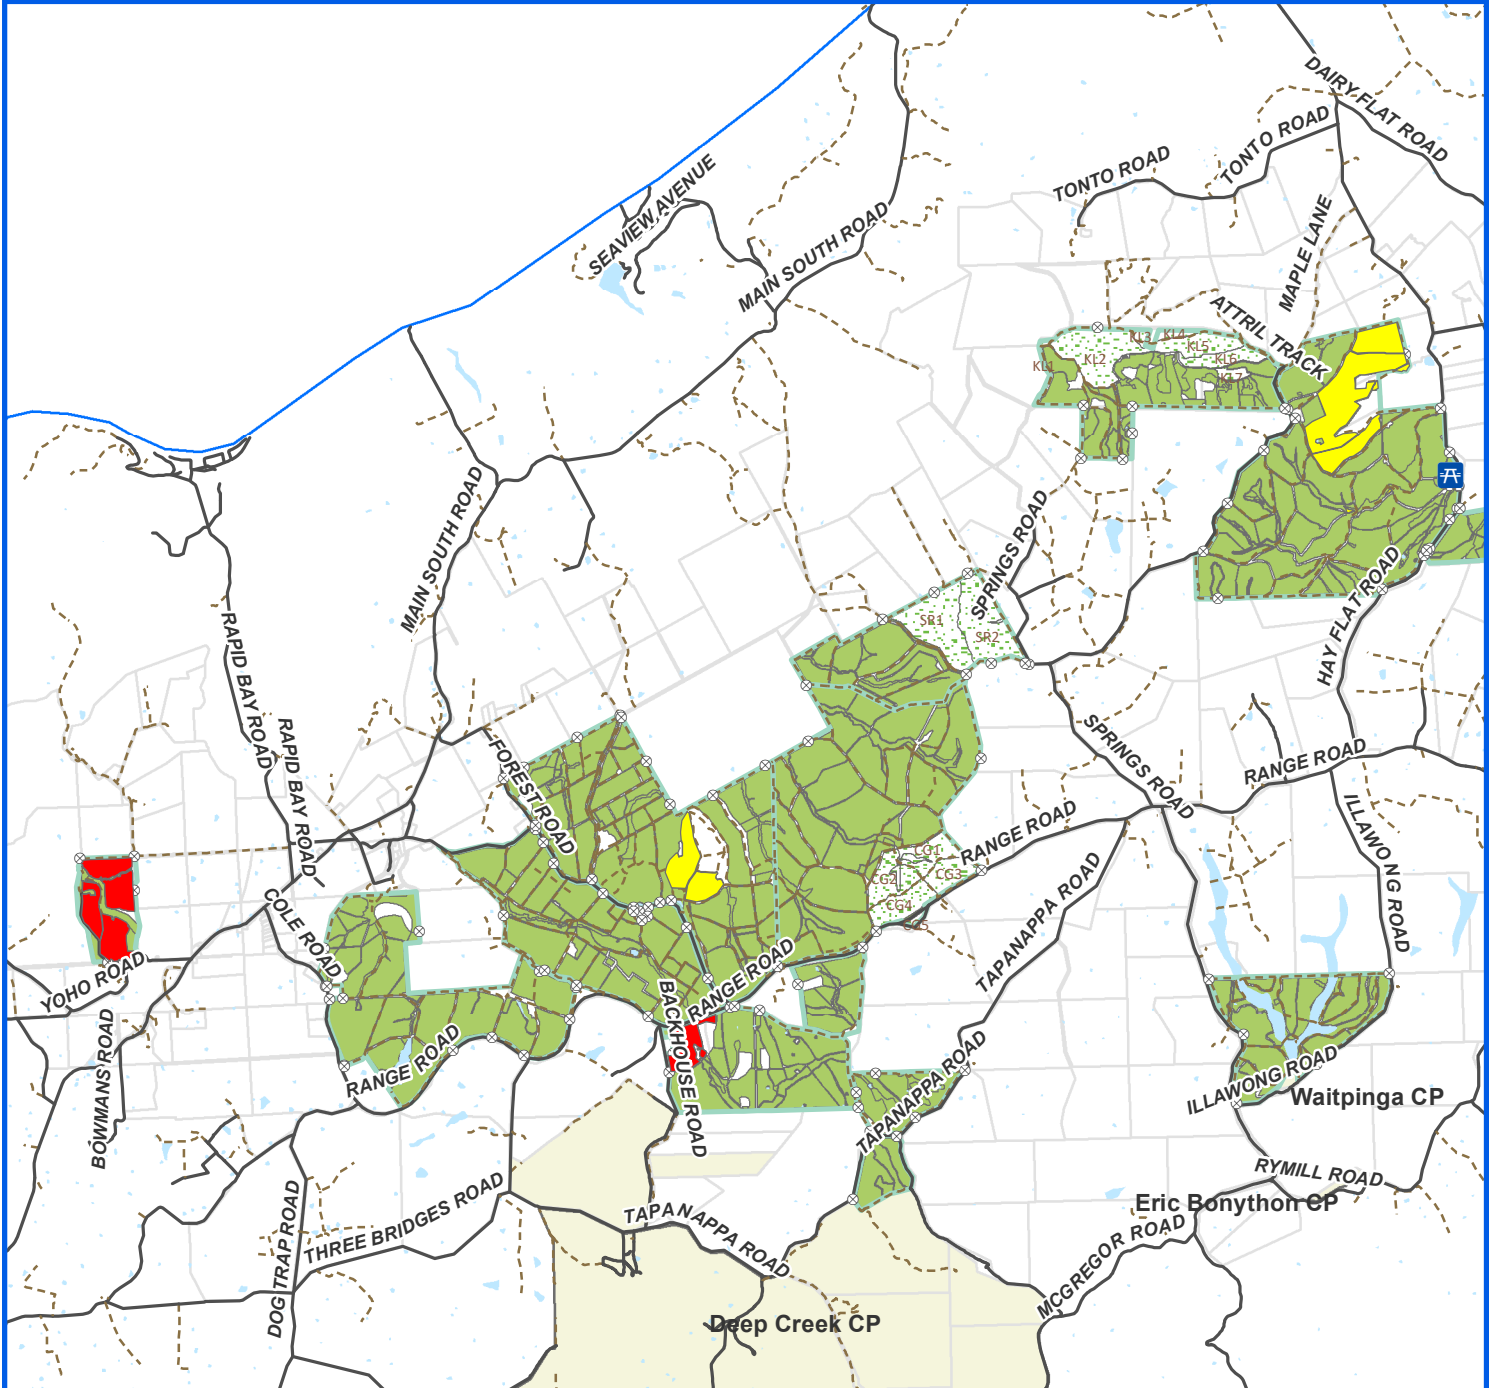 DAIRY FLAT ROAD
TONTO ROAD
TONTO ROAD
SEAVIEW AVENUE
MAIN SOUTH ROAD
MAPLE LANE
ATTRIL TRACK
KL3
KL4
KL5
KL2
KL6
KL1
KL7
MAIN SOUTH ROAD
SPRINGS ROAD
HAY FLAT ROAD
SR1
SR2
RAPID BAY ROAD
RAPID BAY ROAD
FOREST ROAD
SPRINGS ROAD
RANGE ROAD
ILLAWONG ROAD
RANGE ROAD
CG1
CG2
CG3
CG4
CG5
TAPANAPPA ROAD
COLE ROAD
YOHO ROAD
RANGE ROAD
BACKHOUSE ROAD
BOWMANS ROAD
RANGE ROAD
TAPANAPPA ROAD
ILLAWONG ROAD
Waitpinga CP
RYMILL ROAD
Eric Bonython CP
THREE BRIDGES ROAD
DOG TRAP ROAD
TAPANAPPA ROAD
MCGREGOR ROAD
Deep Creek CP